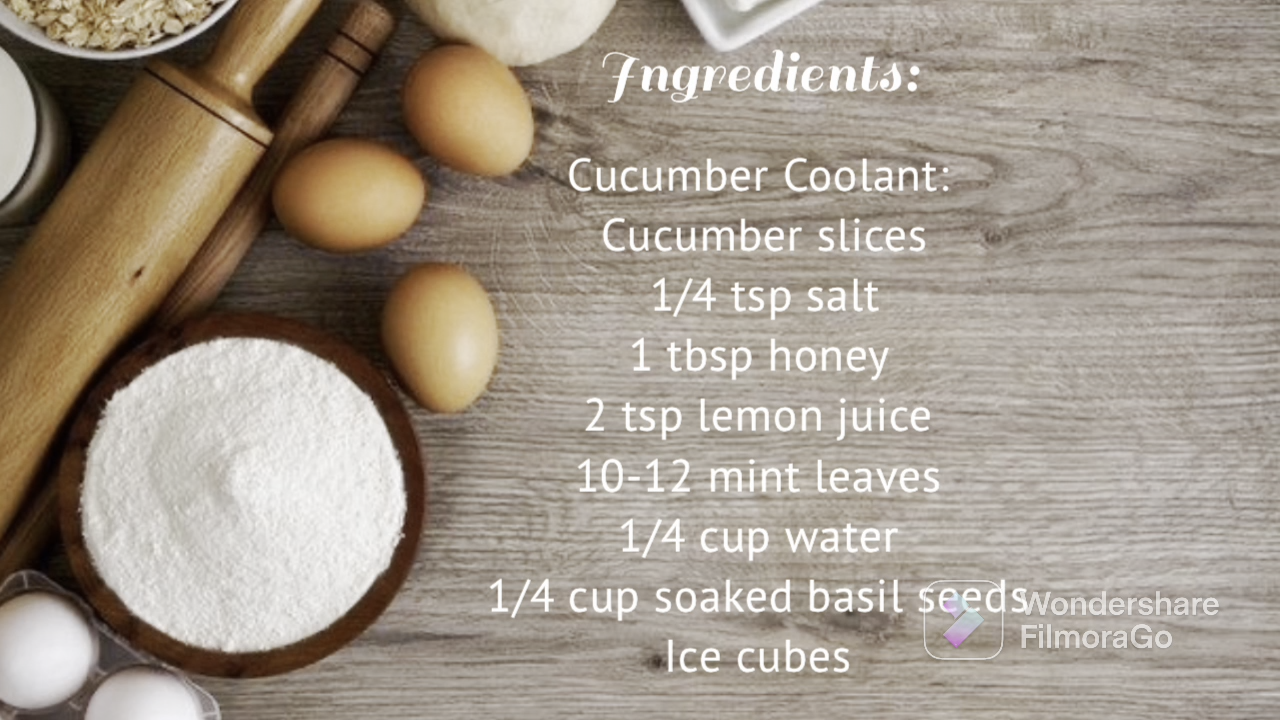 Ingredients:
Cucumber Coolant:
Cucumber slices
1/4 tsp salt
1 tbsp honey
2 tsp lemon juice
10-12 mint leaves
1/4 cup water
1/4 cup soaked basil seeds
Ice cubes
Wondershare
FilmoraGo